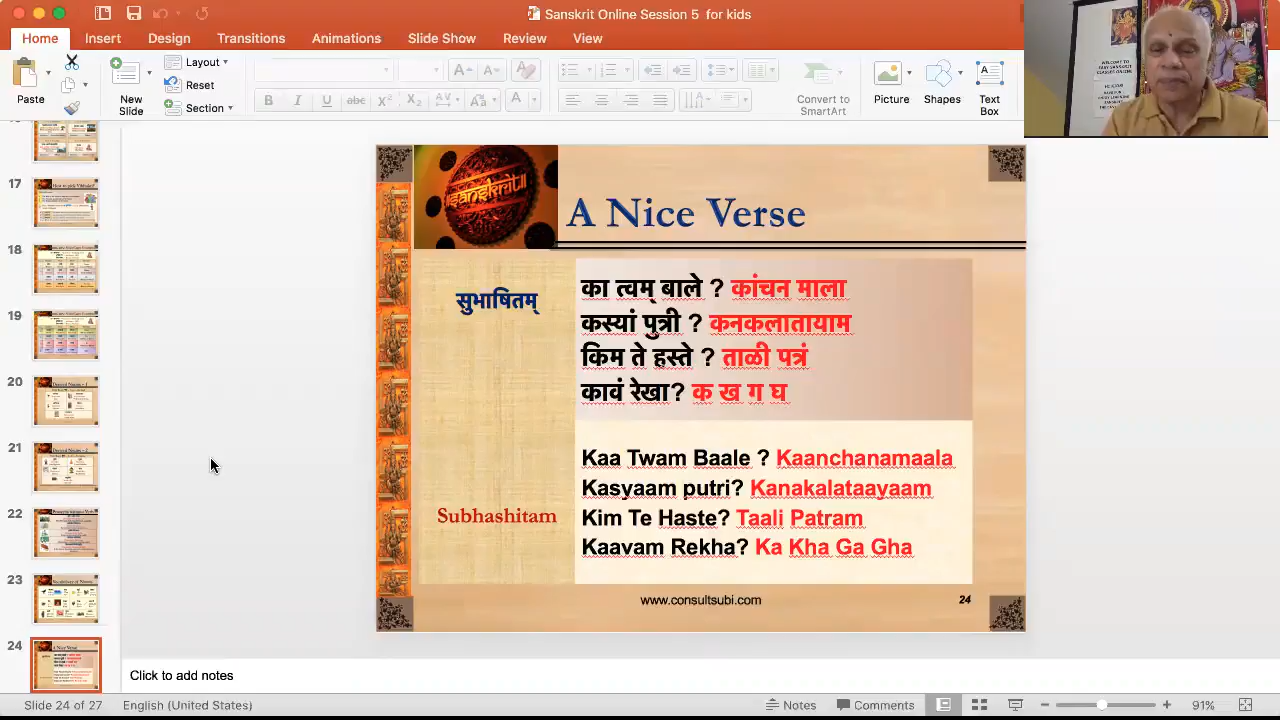 Sanskrit Online Session 5 for kids
Home Insert Design Transitions Animations Slide Show Review View
Paste
New Slide
Layout
Reset
Section
B I U abc X²
Convert to SmartArt
Picture
Shapes
Text Box
17
18
19
20
21
22
23
24
sanskrit
A Nice Verse
सुभाषितम्
का त्वम् बाले ? कांचन माला
कस्यां पुत्री ? कनकलातायाम
किम ते हस्ते ? ताळी पत्रं
कावं रेखा? क ख ग घ
Subhashitam
Kaa Twam Baale ? Kaanchanamaala
Kasyaam putri? Kanakalataayaam
Kim Te Haste? Taali Patram
Kaavam Rekha? Ka Kha Ga Gha
www.consultsubi.com
24
Click to add notes
Slide 24 of 27
English (United States)
Notes
Comments
91%